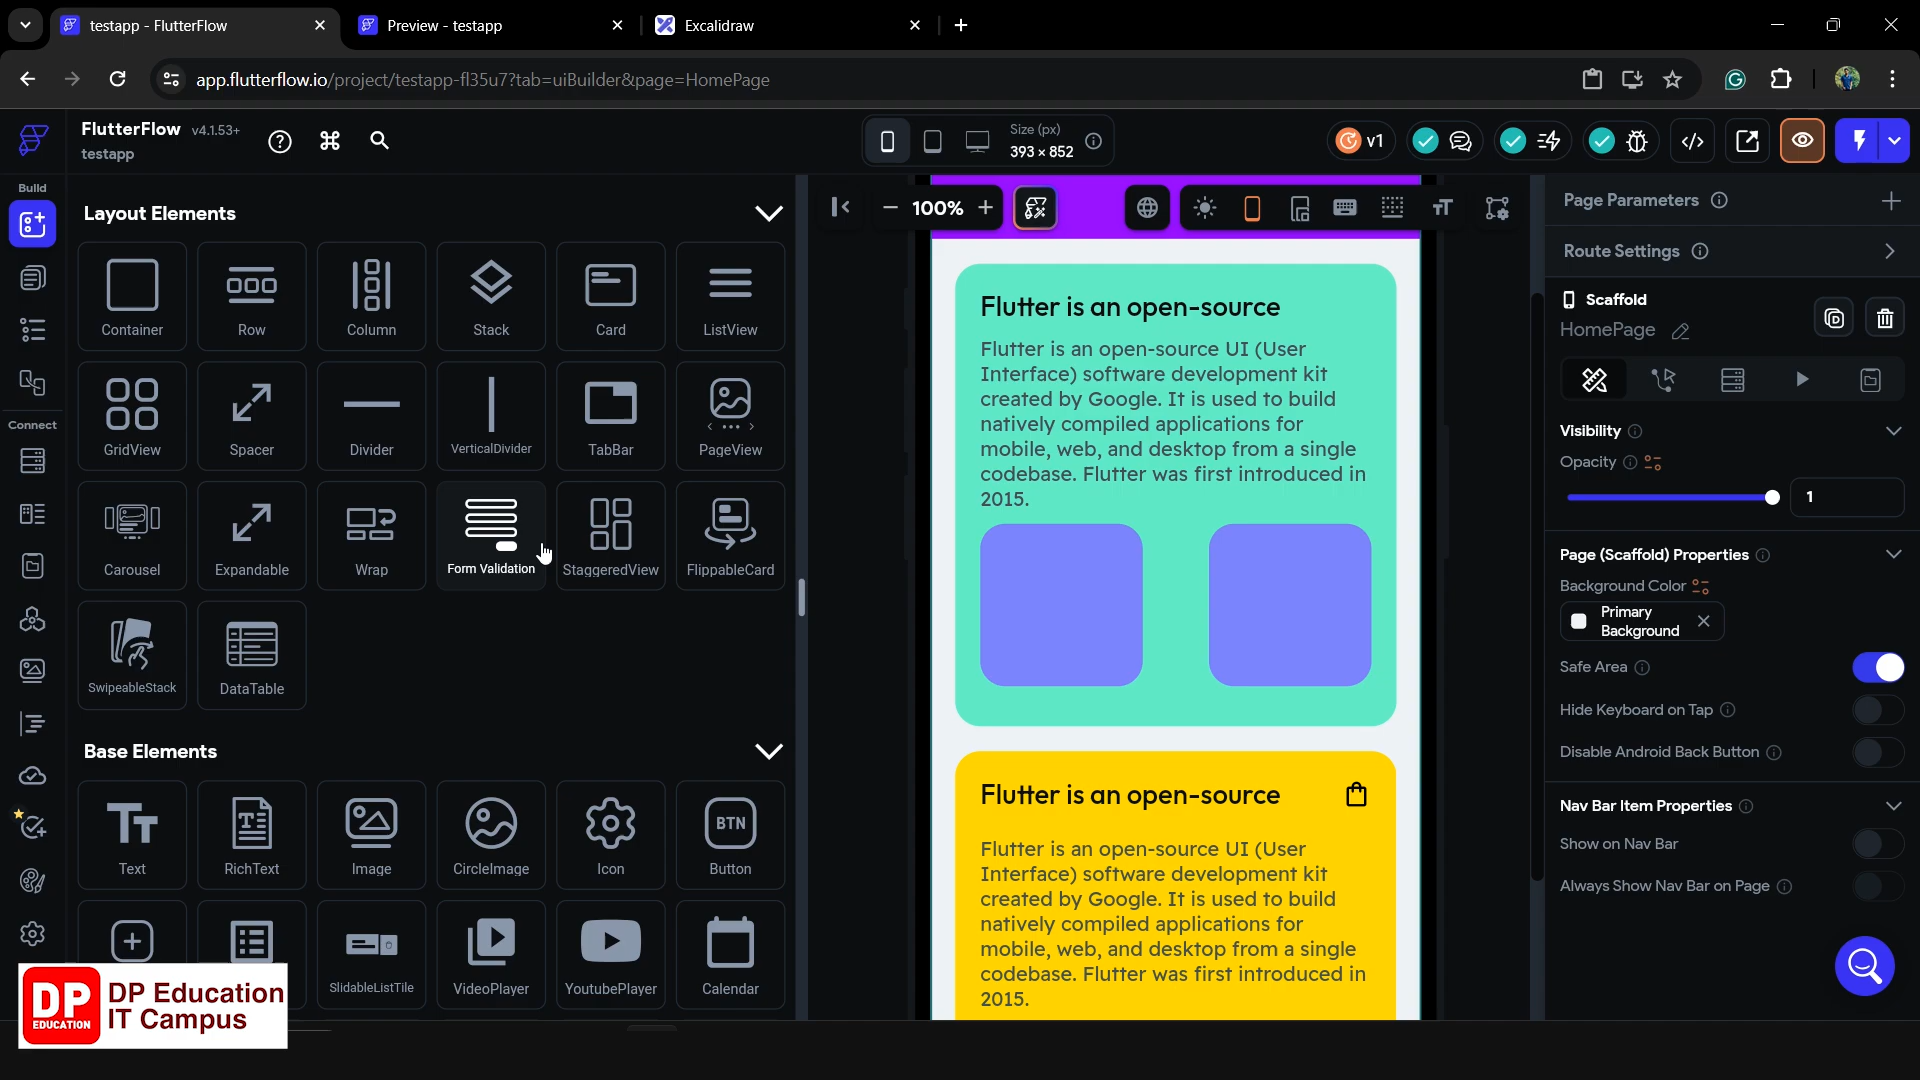 testapp - FlutterFlow
Preview - testapp
Excalidraw
app.flutterflow.io/project/testapp-fl35u7?tab=uiBuilder&page=HomePage
FlutterFlow v4.1.53+
testapp
Size (px)
393 × 852
v1
Build
Connect
Layout Elements
Container
Row
Column
Stack
Card
ListView
GridView
Spacer
Divider
VerticalDivider
TabBar
PageView
Carousel
Expandable
Wrap
Form Validation
StaggeredView
FlippableCard
SwipeableStack
DataTable
Base Elements
Tt
Text
RichText
Image
CircleImage
Icon
BTN
Button
SlidableListTile
VideoPlayer
YoutubePlayer
Calendar
DP
EDUCATION
DP Education
IT Campus
100%
Flutter is an open-source
Flutter is an open-source UI (User
Interface) software development kit
created by Google. It is used to build
natively compiled applications for
mobile, web, and desktop from a single
codebase. Flutter was first introduced in
2015.
Flutter is an open-source
Flutter is an open-source UI (User
Interface) software development kit
created by Google. It is used to build
natively compiled applications for
mobile, web, and desktop from a single
codebase. Flutter was first introduced in
2015.
Page Parameters
Route Settings
Scaffold
HomePage
Visibility
Opacity
1
Page (Scaffold) Properties
Background Color
Primary
Background
Safe Area
Hide Keyboard on Tap
Disable Android Back Button
Nav Bar Item Properties
Show on Nav Bar
Always Show Nav Bar on Page